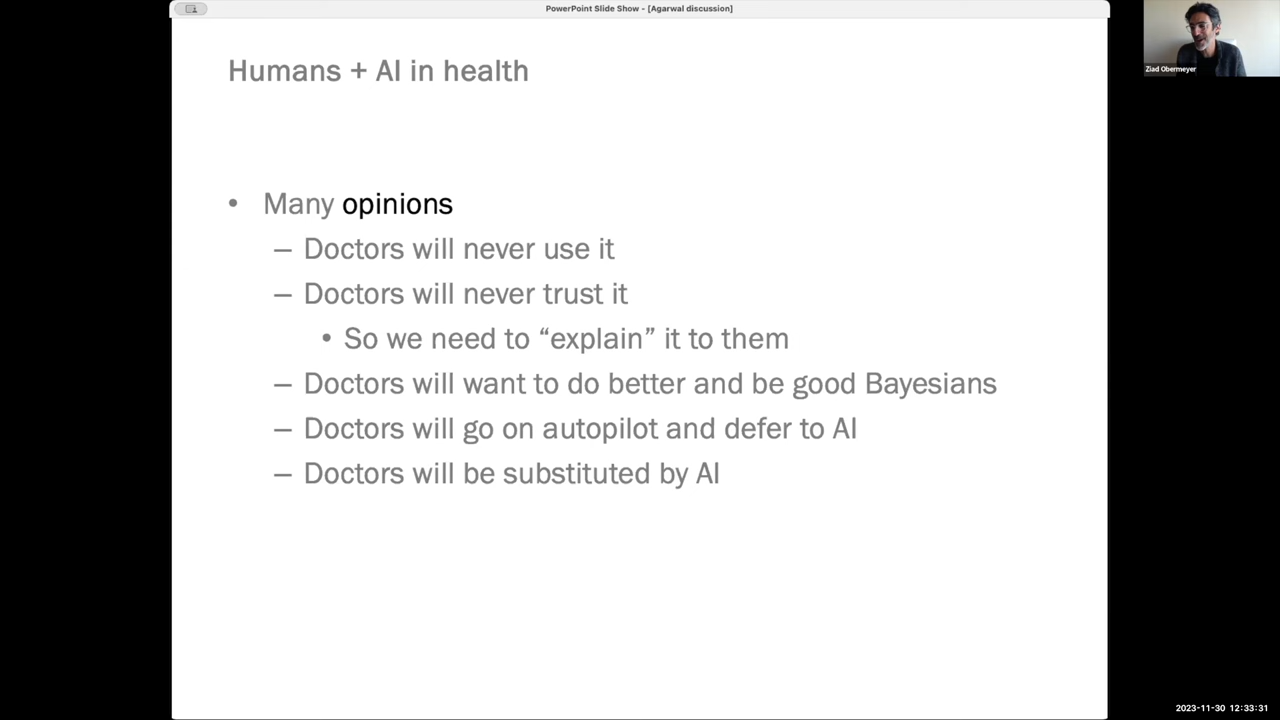 PowerPoint Slide Show - [Agarwal discussion]
Ziad Obermeyer
Humans + AI in health
• Many opinions
– Doctors will never use it
– Doctors will never trust it
• So we need to “explain” it to them
– Doctors will want to do better and be good Bayesians
– Doctors will go on autopilot and defer to AI
– Doctors will be substituted by AI
2023-11-30 12:33:31